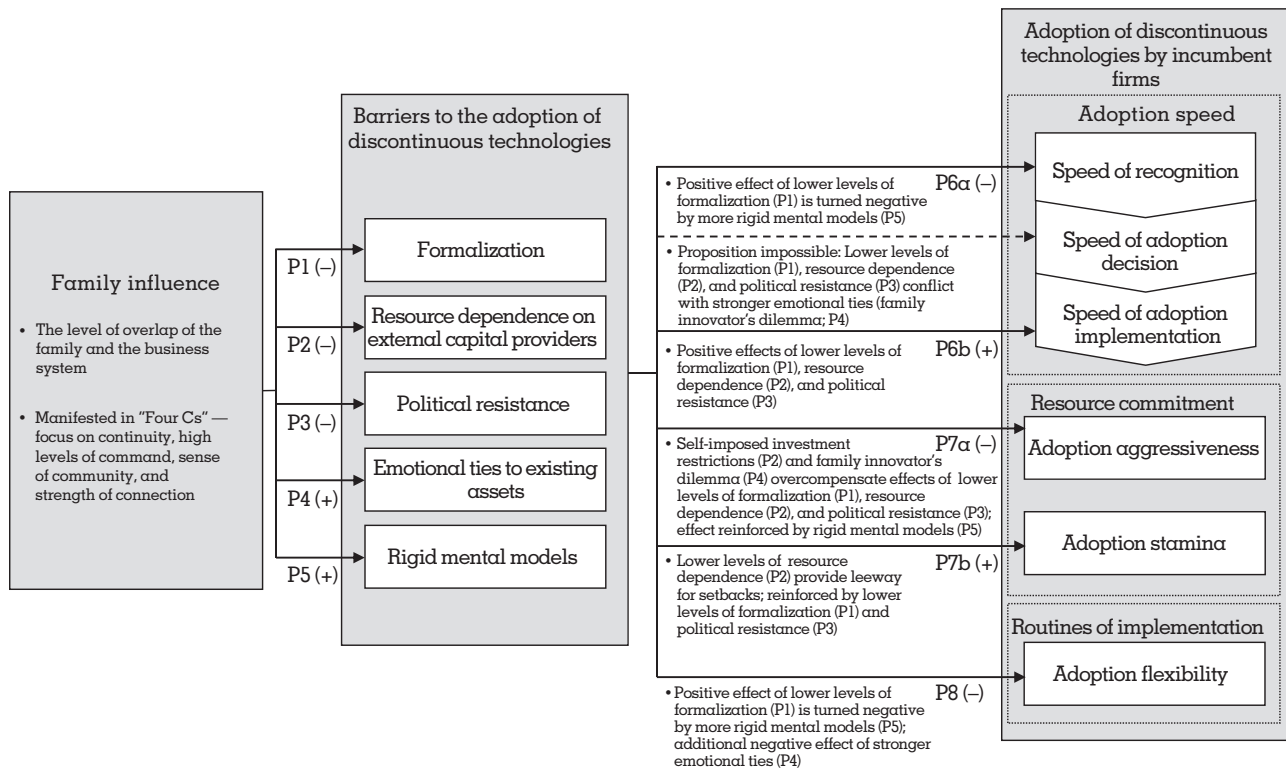 Family influence
• The level of overlap of the
family and the business
system
• Manifested in “Four Cs“ —
focus on continuity, high
levels of command, sense
of community, and
strength of connection
P1 (–)
P2 (–)
P3 (–)
P4 (+)
P5 (+)
Barriers to the adoption of
discontinuous technologies
Formalization
Resource dependence on
external capital providers
Political resistance
Emotional ties to existing
assets
Rigid mental models
P6a (–)
• Positive effect of lower levels of
formalization (P1) is turned negative
by more rigid mental models (P5)
• Proposition impossible: Lower levels of
formalization (P1), resource dependence
(P2), and political resistance (P3) conflict
with stronger emotional ties (family
innovator’s dilemma; P4)
P6b (+)
• Positive effects of lower levels of
formalization (P1), resource
dependence (P2), and political
resistance (P3)
P7a (–)
• Self-imposed investment
restrictions (P2) and family innovator’s
dilemma (P4) overcompensate effects of lower
levels of formalization (P1), resource
dependence (P2), and political resistance (P3);
effect reinforced by rigid mental models (P5)
P7b (+)
• Lower levels of resource
dependence (P2) provide leeway
for setbacks; reinforced by lower
levels of formalization (P1) and
political resistance (P3)
P8 (–)
• Positive effect of lower levels of
formalization (P1) is turned negative
by more rigid mental models (P5);
additional negative effect of stronger
emotional ties (P4)
Adoption of discontinuous
technologies by incumbent
firms
Adoption speed
Speed of recognition
Speed of adoption
decision
Speed of adoption
implementation
Resource commitment
Adoption aggressiveness
Adoption stamina
Routines of implementation
Adoption flexibility